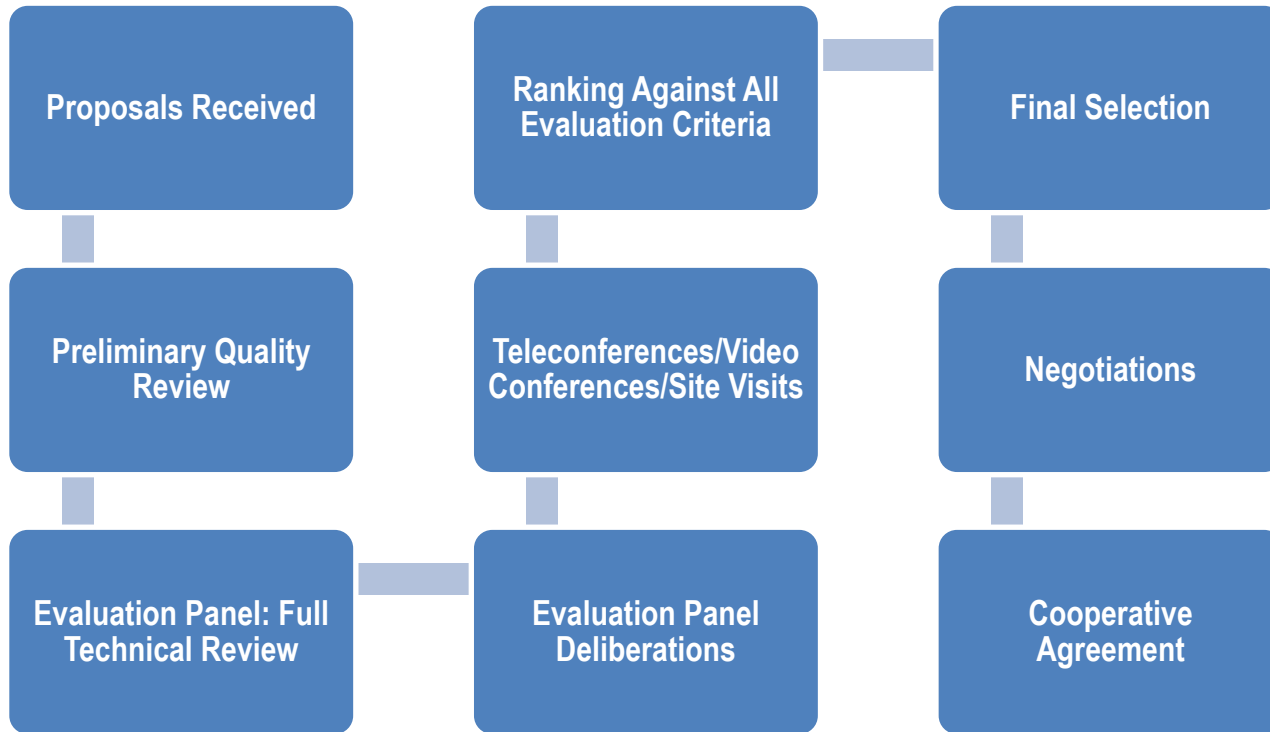 Proposals Received
Preliminary Quality
Review
Evaluation Panel: Full
Technical Review
Evaluation Panel
Deliberations
Teleconferences/Video
Conferences/Site Visits
Ranking Against All
Evaluation Criteria
Final Selection
Negotiations
Cooperative
Agreement